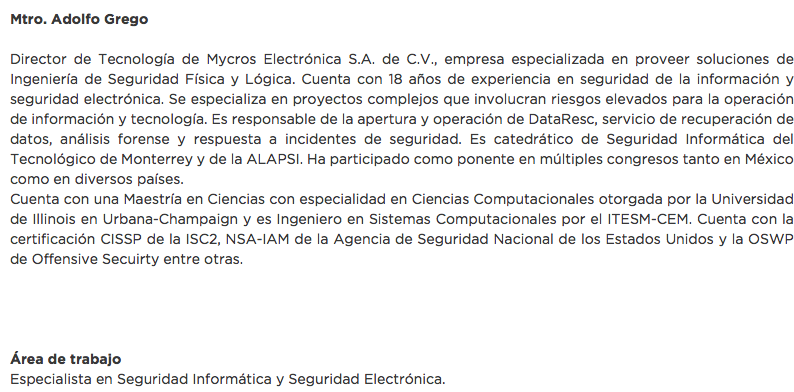 Mtro. Adolfo Grego
Director de Tecnología de Mycros Electrónica S.A. de C.V., empresa especializada en proveer soluciones de
Ingeniería de Seguridad Física y Lógica. Cuenta con 18 años de experiencia en seguridad de la información y
seguridad electrónica. Se especializa en proyectos complejos que involucran riesgos elevados para la operación
de información y tecnología. Es responsable de la apertura y operación de DataResc, servicio de recuperación de
datos, análisis forense y respuesta a incidentes de seguridad. Es catedrático de Seguridad Informática del
Tecnológico de Monterrey y de la ALAPSI. Ha participado como ponente en múltiples congresos tanto en México
como en diversos países.
Cuenta con una Maestría en Ciencias con especialidad en Ciencias Computacionales otorgada por la Universidad
de Illinois en Urbana-Champaign y es Ingeniero en Sistemas Computacionales por el ITESM-CEM. Cuenta con la
certificación CISSP de la ISC2, NSA-IAM de la Agencia de Seguridad Nacional de los Estados Unidos y la OSWP
de Offensive Secuirty entre otras.
Área de trabajo
Especialista en Seguridad Informática y Seguridad Electrónica.